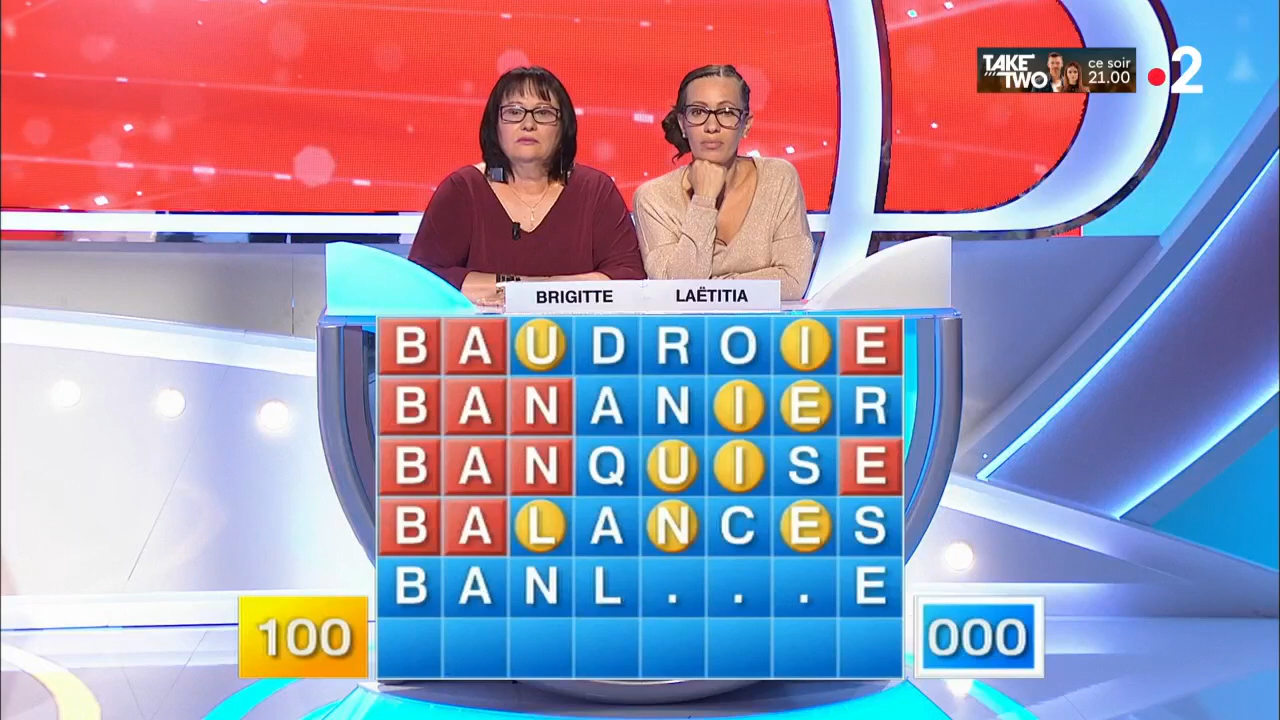 TAKE
TWO
ce soir
21.00
2
BRIGITTE LAËTITIA
BAUDROIE
BANANIER
BANQUISE
BALANCES
BANL...E
100
000